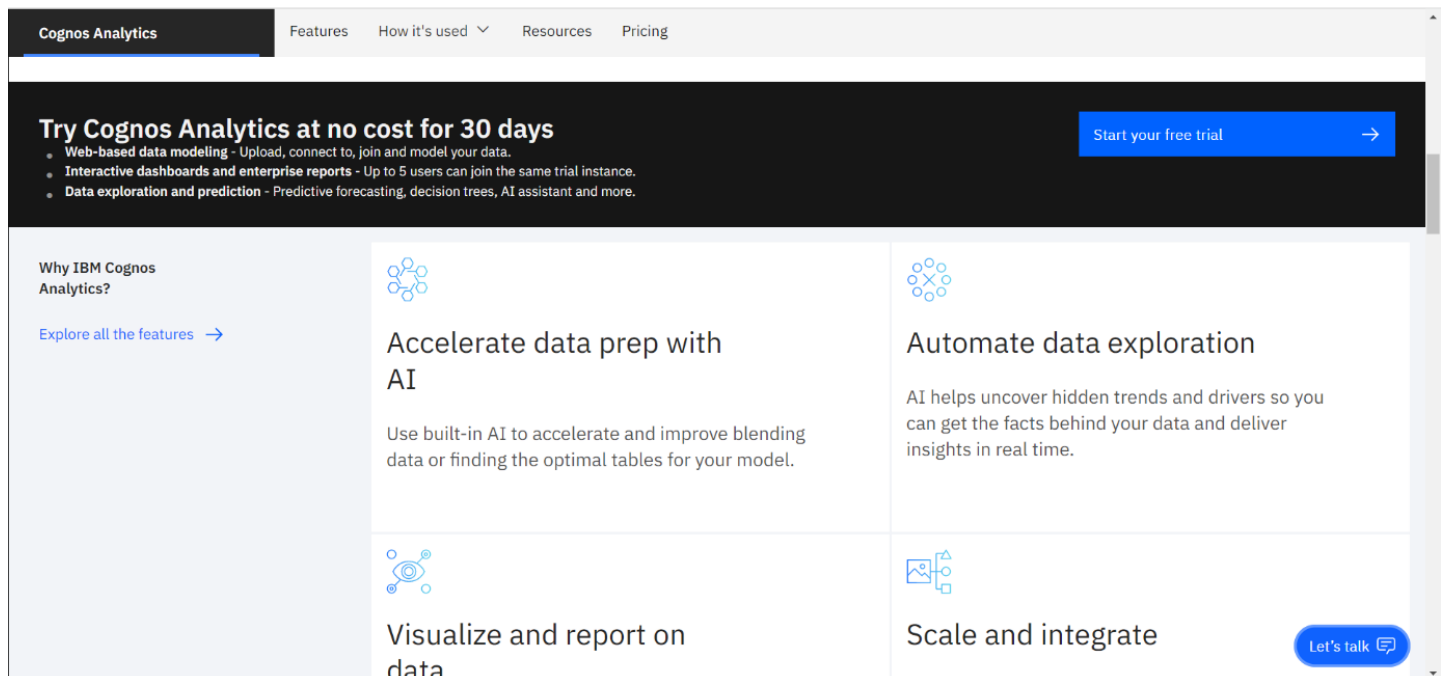 Cognos Analytics
Features
How it's used
Resources
Pricing
Try Cognos Analytics at no cost for 30 days
Web-based data modeling - Upload, connect to, join and model your data.
Interactive dashboards and enterprise reports - Up to 5 users can join the same trial instance.
Data exploration and prediction - Predictive forecasting, decision trees, AI assistant and more.
Start your free trial
Why IBM Cognos
Analytics?
Explore all the features
Accelerate data prep with
AI
Use built-in AI to accelerate and improve blending
data or finding the optimal tables for your model.
Automate data exploration
AI helps uncover hidden trends and drivers so you
can get the facts behind your data and deliver
insights in real time.
Visualize and report on
data
Scale and integrate
Let's talk